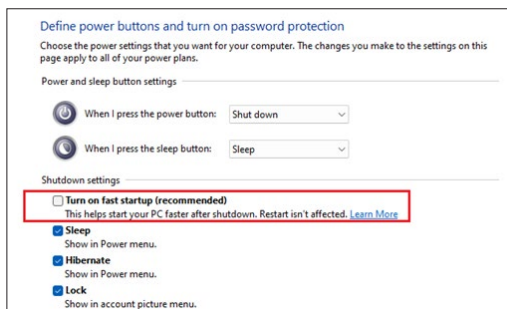 Define power buttons and turn on password protection
Choose the power settings that you want for your computer. The changes you make to the settings on this
page apply to all of your power plans.
Power and sleep button settings
When I press the power button: Shut down
When I press the sleep button: Sleep
Shutdown settings
Turn on fast startup (recommended)
This helps start your PC faster after shutdown. Restart isn't affected. Learn More
Sleep
Show in Power menu.
Hibernate
Show in Power menu.
Lock
Show in account picture menu.